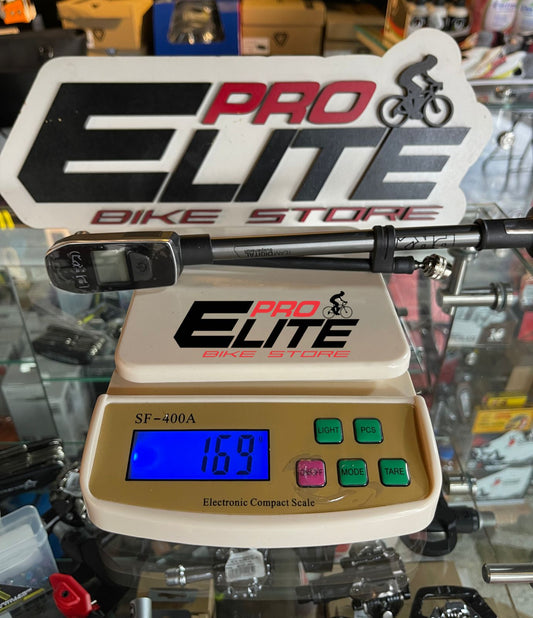 PRO
ELITE
BIKE STORE
DIGITAL
PRO
ELITE
BIKE STORE
SF-400A
LIGHT
PCS
169
ON/OFF
MODE
TARE
Electronic Compact Scale